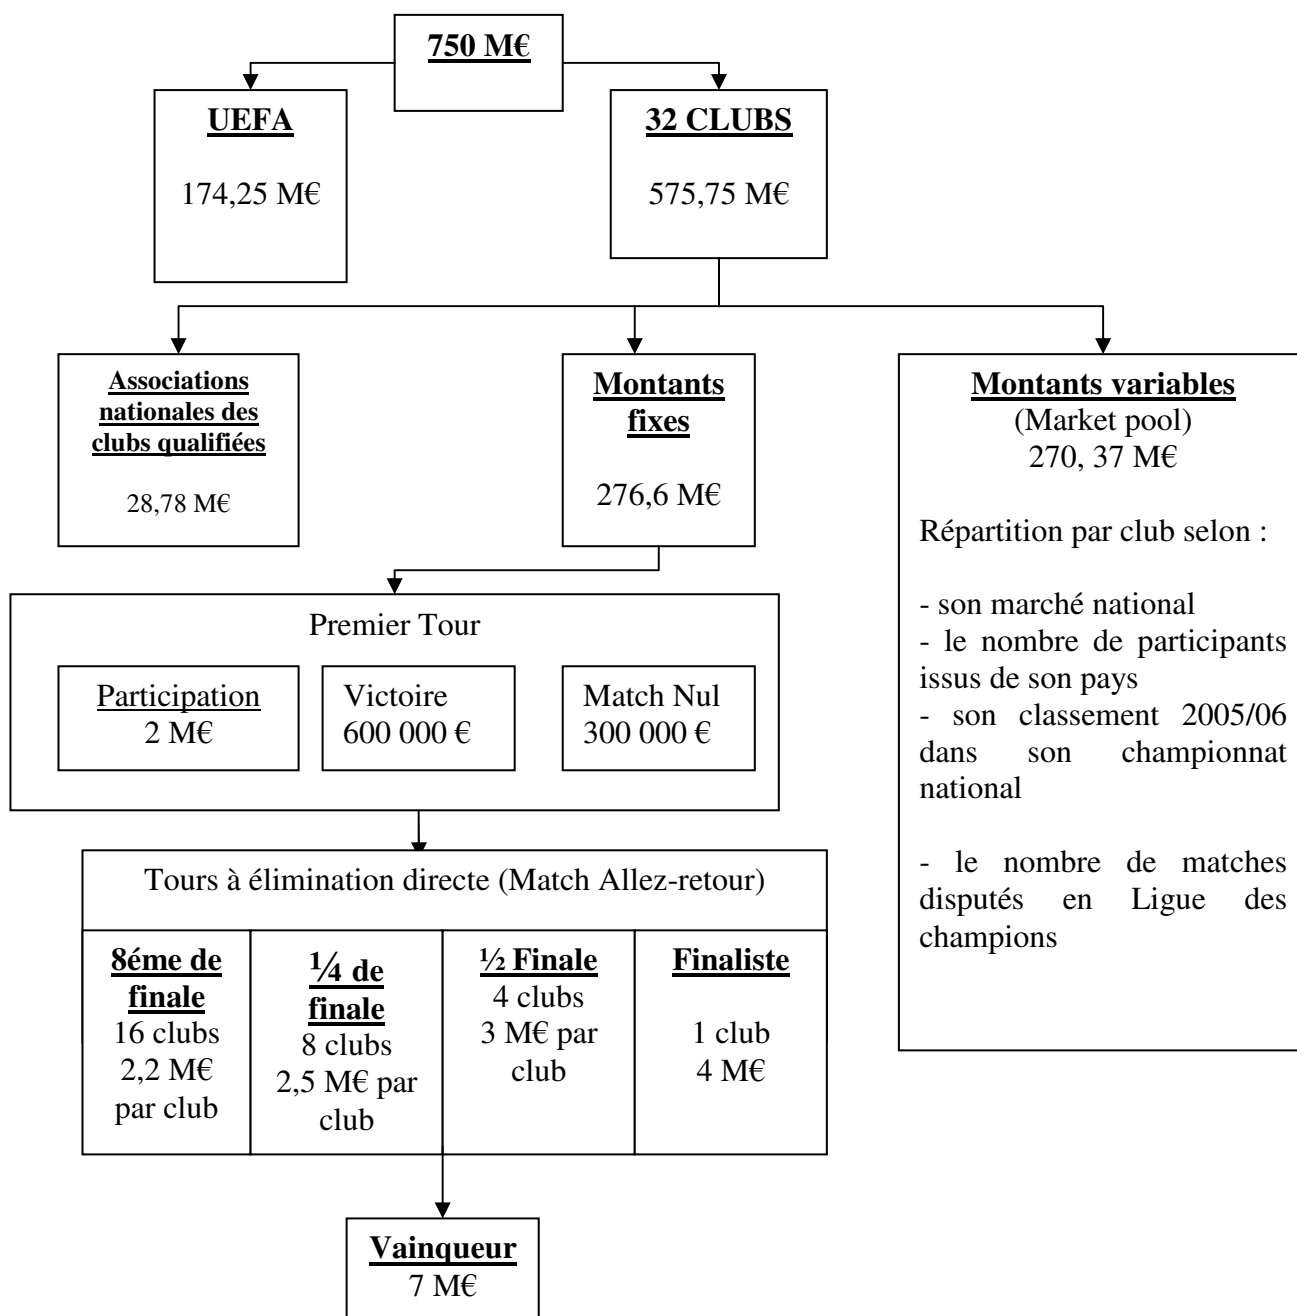 750 M€
UEFA
174,25 M€
32 CLUBS
575,75 M€
Associations
nationales des
clubs qualifiées
28,78 M€
Montants
fixes
276,6 M€
Montants variables
(Market pool)
270, 37 M€
Répartition par club selon :
- son marché national
- le nombre de participants
issus de son pays
- son classement 2005/06
dans son championnat
national
- le nombre de matches
disputés en Ligue des
champions
Premier Tour
Participation
2 M€
Victoire
600 000 €
Match Nul
300 000 €
Tours à élimination directe (Match Allez-retour)
8éme de
finale
16 clubs
2,2 M€
par club
¼ de
finale
8 clubs
2,5 M€ par
club
½ Finale
4 clubs
3 M€ par
club
Finaliste
1 club
4 M€
Vainqueur
7 M€